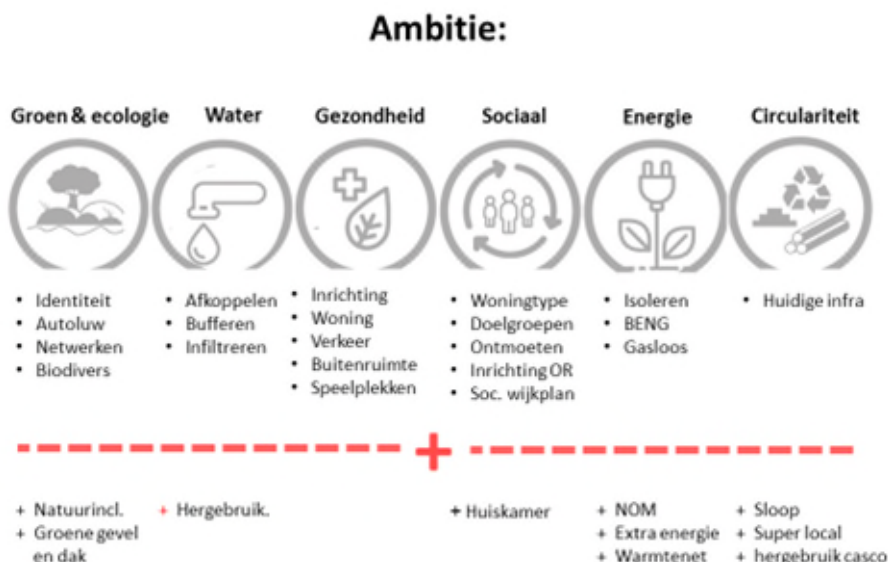 Ambitie:
Groen & ecologie
Water
Gezondheid
Sociaal
Energie
Circulariteit
• Identiteit
• Autoluw
• Netwerken
• Biodivers
• Afkoppelen
• Bufferen
• Infiltreren
• Inrichting
• Woning
• Verkeer
• Buitenruimte
• Speelplekken
• Woningtype
• Doelgroepen
• Ontmoeten
• Inrichting OR
• Soc. wijkplan
• Isoleren
• BENG
• Gasloos
• Huidige infra
+
+ Natuurincl.
+ Groene gevel
en dak
+ Hergebruik.
+ Huiskamer
+ NOM
+ Extra energie
+ Warmtenet
+ Sloop
+ Super local
+ hergebruik casco